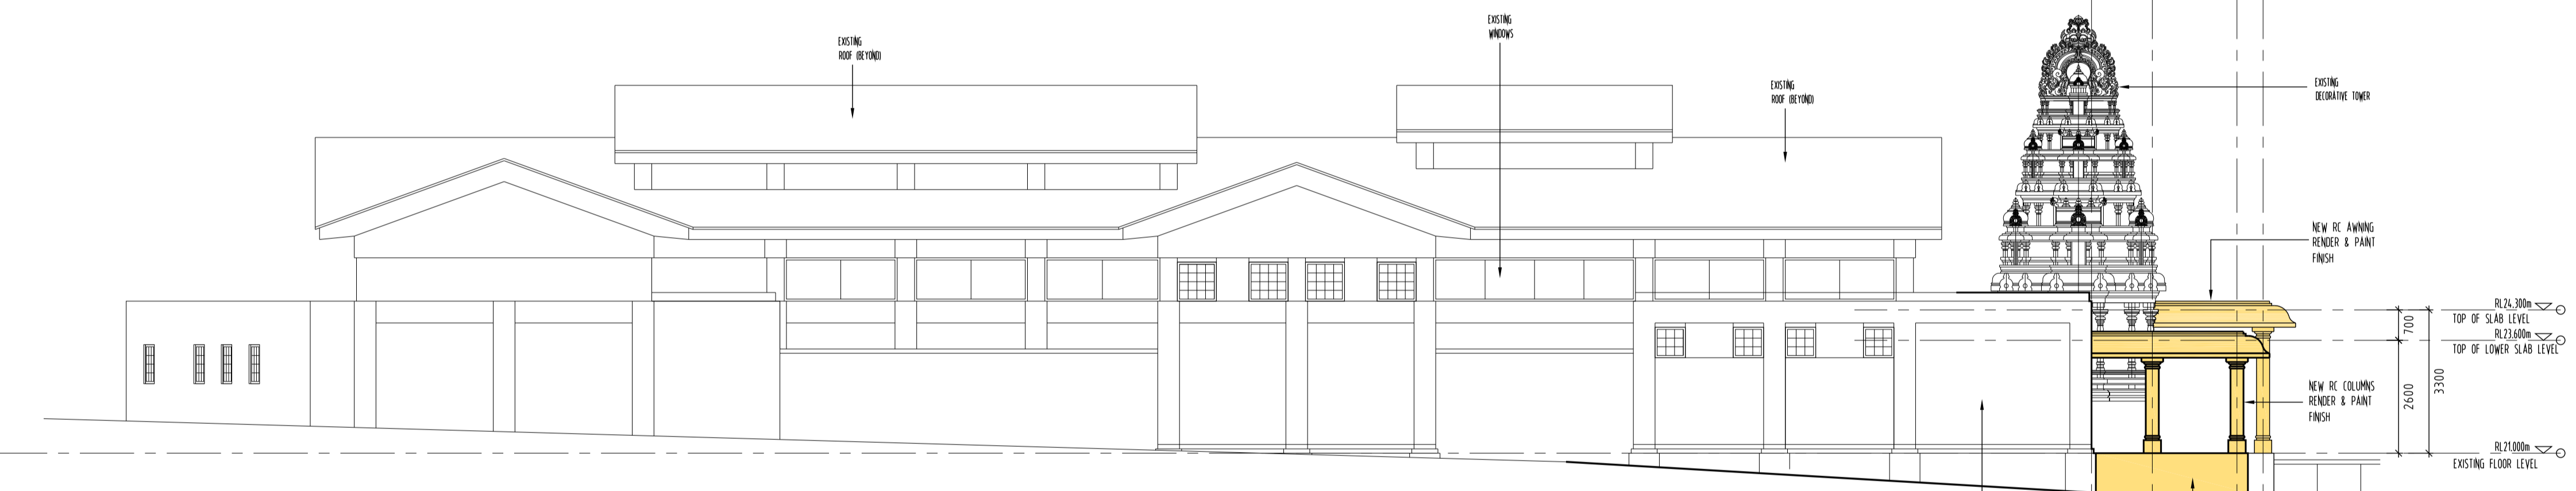 EXISTING
ROOF (BEYOND)
EXISTING
WINDOWS
EXISTING
ROOF (BEYOND)
EXISTING
DECORATIVE TOWER
NEW RC AWNING
RENDER & PAINT
FINISH
RL24.300m
TOP OF SLAB LEVEL
700
RL23.600m
TOP OF LOWER SLAB LEVEL
2600
3300
NEW RC COLUMNS
RENDER & PAINT
FINISH
RL21.000m
EXISTING FLOOR LEVEL